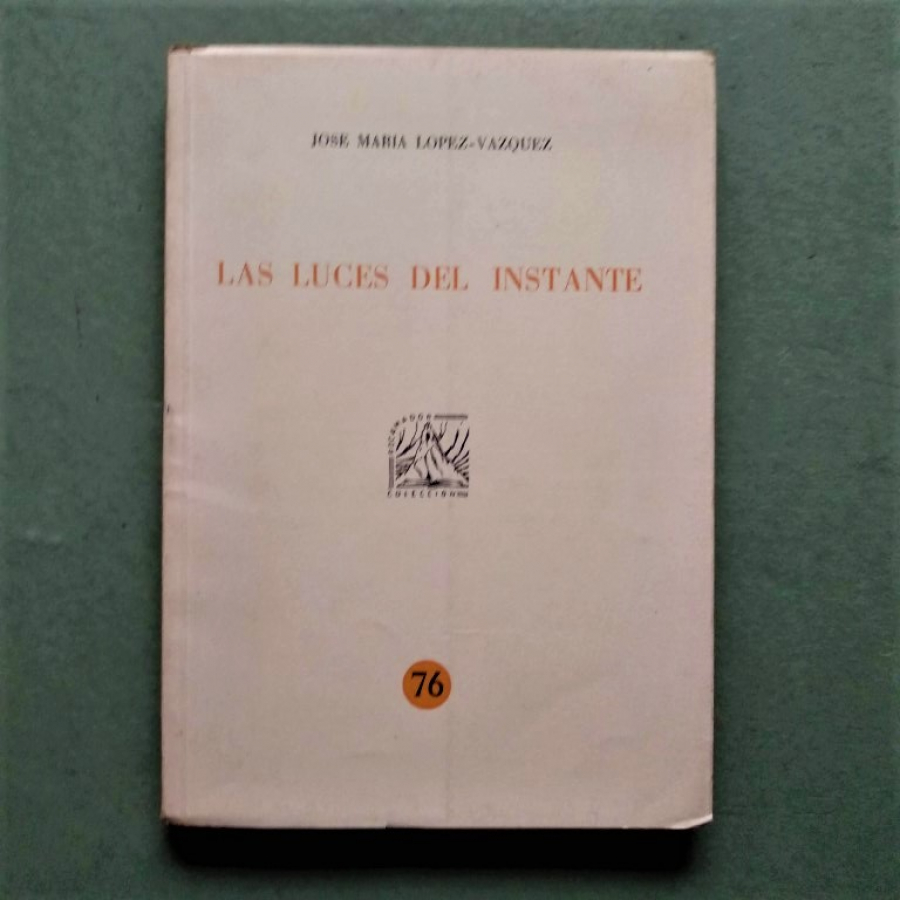 JOSE MARIA LOPEZ-VAZQUEZ
LAS LUCES DEL INSTANTE
COLECCION
76